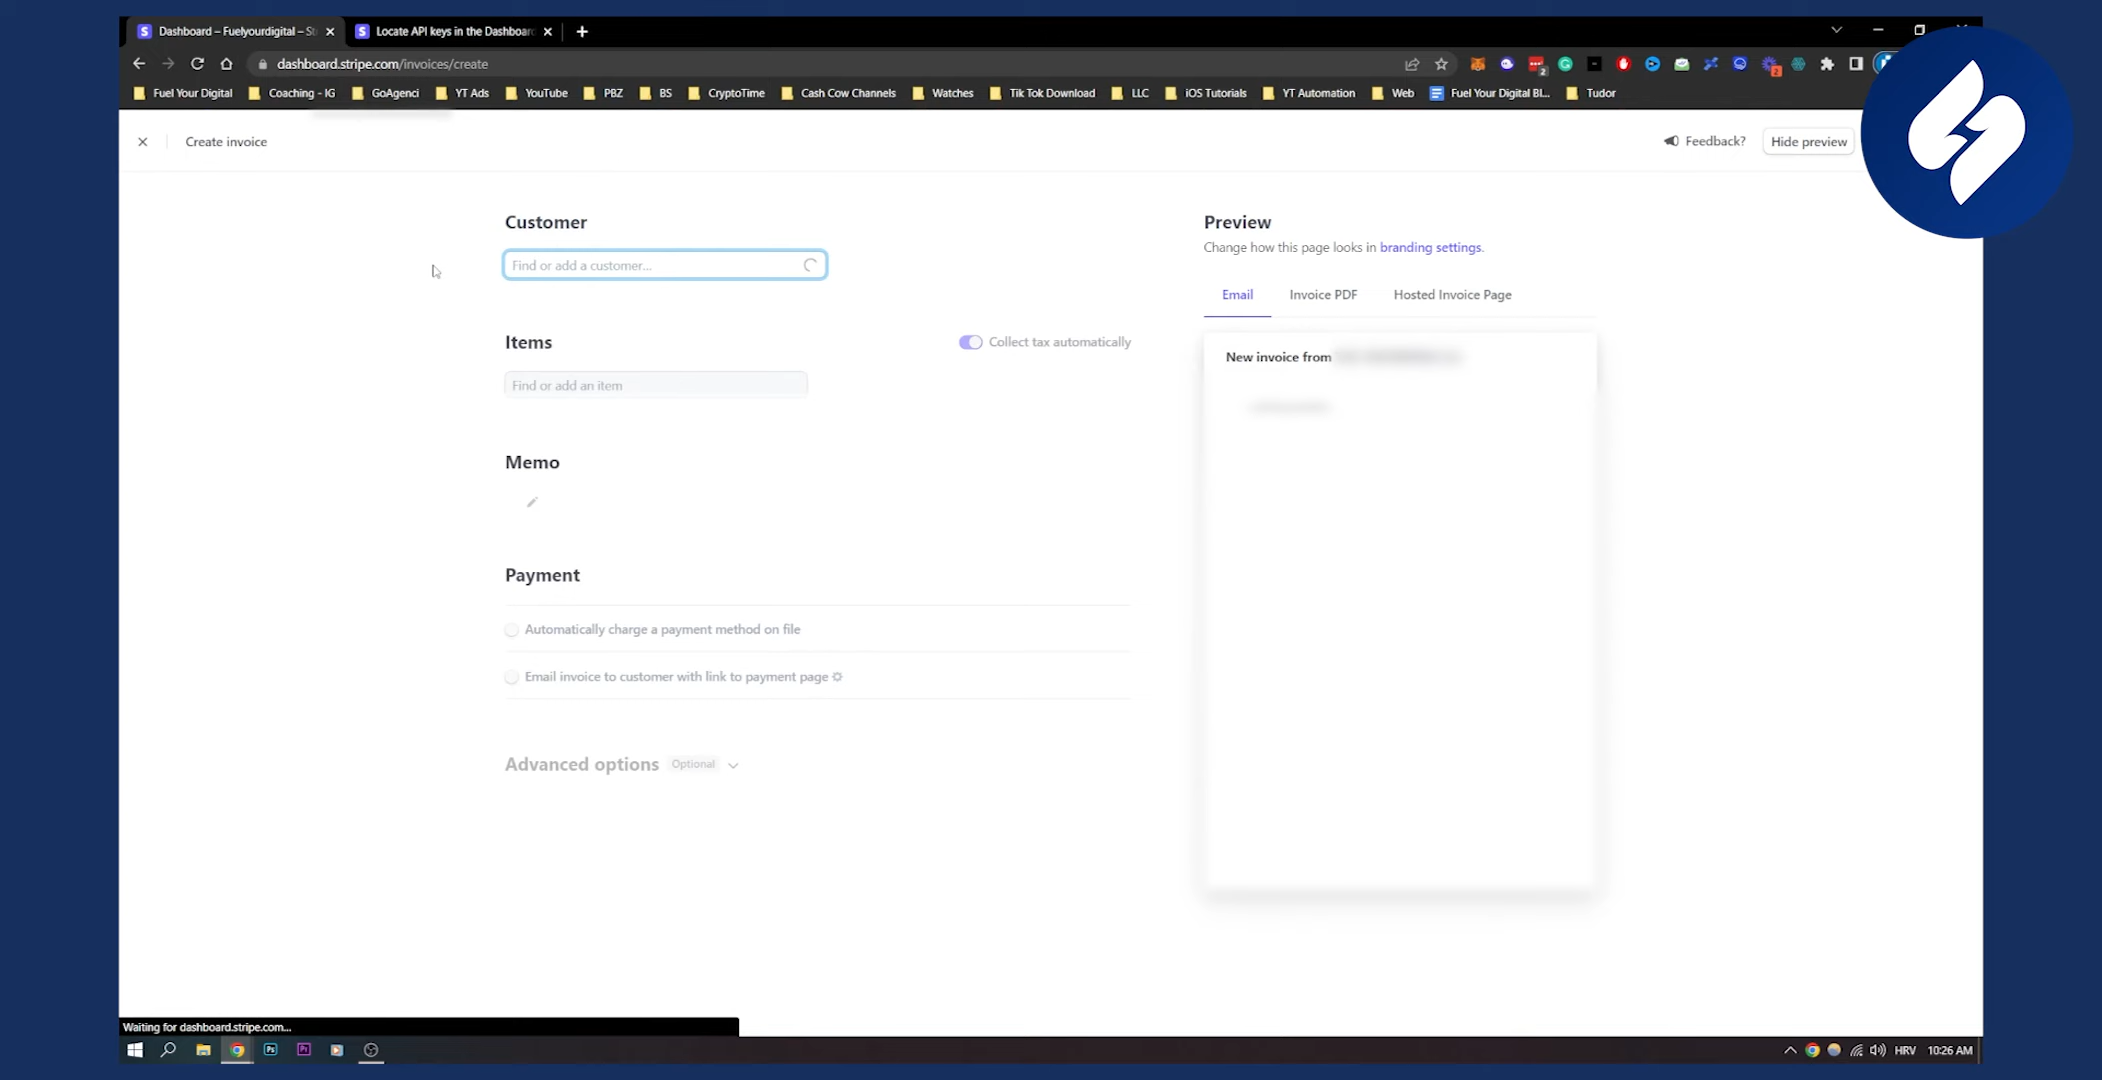 Dashboard – Fuelyourdigital – St
Locate API keys in the Dashboard
dashboard.stripe.com/invoices/create
Fuel Your Digital
Coaching - IG
GoAgenci
YT Ads
YouTube
PBZ
BS
CryptoTime
Cash Cow Channels
Watches
Tik Tok Download
LLC
iOS Tutorials
YT Automation
Web
Fuel Your Digital Bl...
Tudor
Create invoice
Feedback?
Hide preview
Customer
Find or add a customer...
Items
Collect tax automatically
Find or add an item
Memo
Payment
Automatically charge a payment method on file
Email invoice to customer with link to payment page
Advanced options
Optional
Preview
Change how this page looks in branding settings.
Email
Invoice PDF
Hosted Invoice Page
New invoice from
Waiting for dashboard.stripe.com...
Ps
HRV
10:26 AM